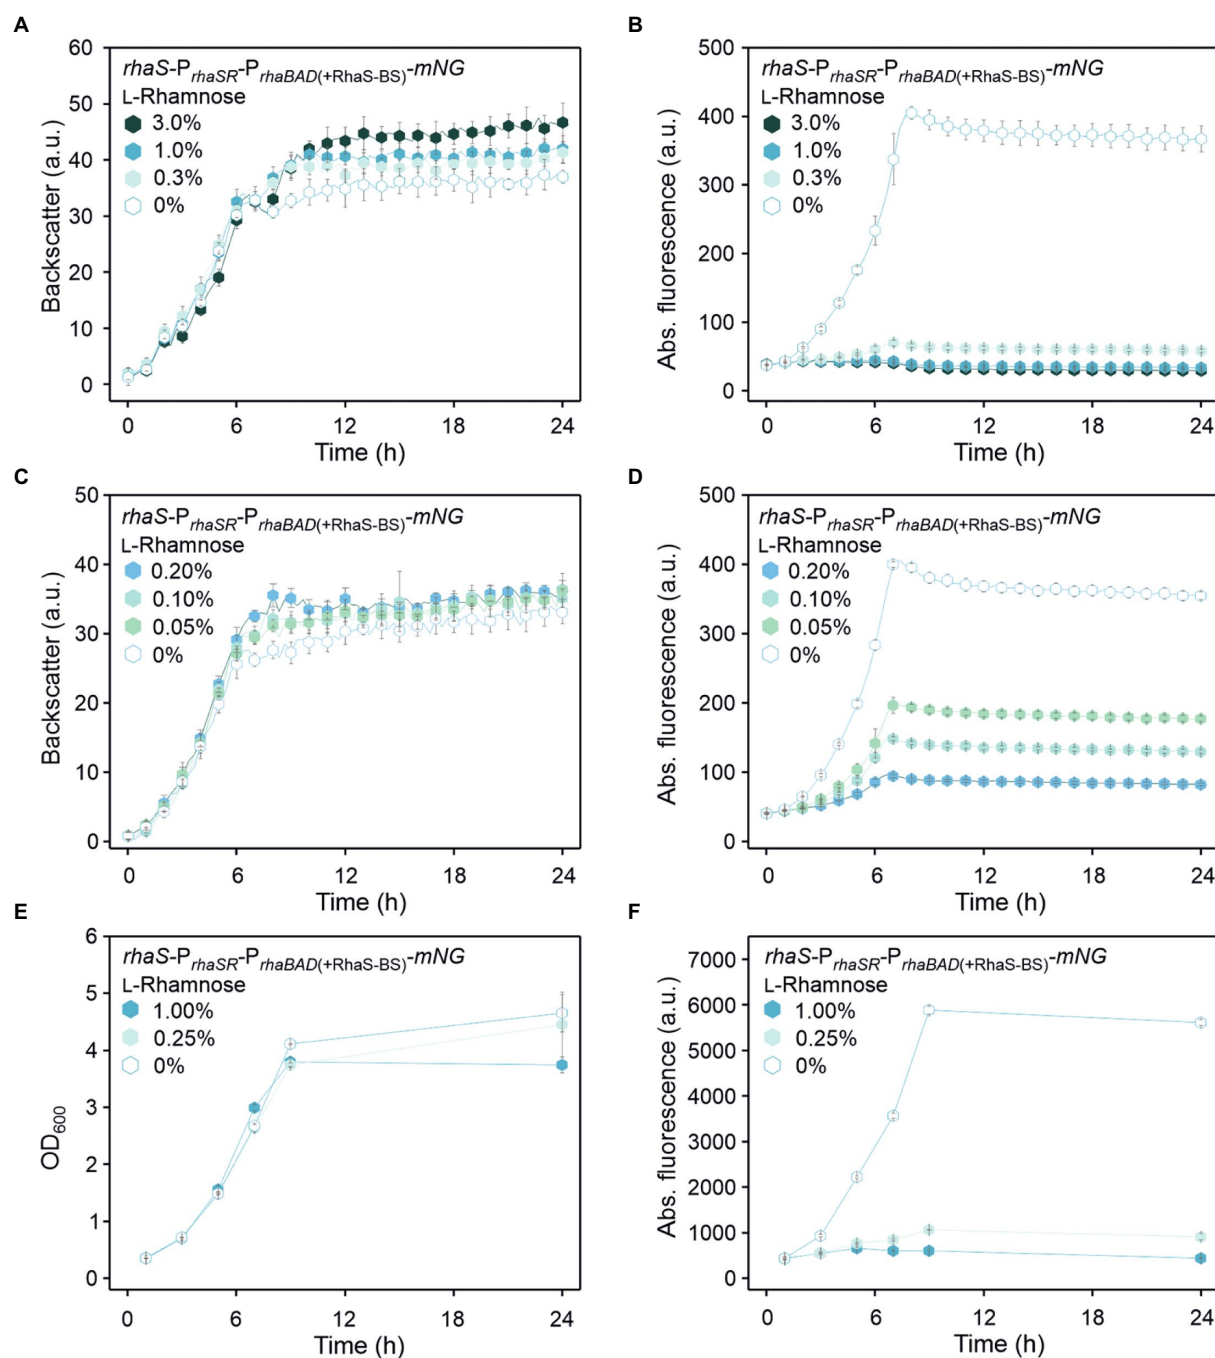 A
60
50
40
30
20
10
0
Backscatter (a.u.)
rhaS-PrhaSR-PrhaBAD(+RhaS-BS)-mNG
L-Rhamnose
3.0%
1.0%
0.3%
0%
0 6 12 18 24
Time (h)
B
500
400
300
200
100
0
Abs. fluorescence (a.u.)
rhaS-PrhaSR-PrhaBAD(+RhaS-BS)-mNG
L-Rhamnose
3.0%
1.0%
0.3%
0%
0 6 12 18 24
Time (h)
C
50
40
30
20
10
0
Backscatter (a.u.)
rhaS-PrhaSR-PrhaBAD(+RhaS-BS)-mNG
L-Rhamnose
0.20%
0.10%
0.05%
0%
0 6 12 18 24
Time (h)
D
500
400
300
200
100
0
Abs. fluorescence (a.u.)
rhaS-PrhaSR-PrhaBAD(+RhaS-BS)-mNG
L-Rhamnose
0.20%
0.10%
0.05%
0%
0 6 12 18 24
Time (h)
E
6
5
4
3
2
1
0
OD600
rhaS-PrhaSR-PrhaBAD(+RhaS-BS)-mNG
L-Rhamnose
1.00%
0.25%
0%
0 6 12 18 24
Time (h)
F
7000
6000
5000
4000
3000
2000
1000
0
Abs. fluorescence (a.u.)
rhaS-PrhaSR-PrhaBAD(+RhaS-BS)-mNG
L-Rhamnose
1.00%
0.25%
0%
0 6 12 18 24
Time (h)